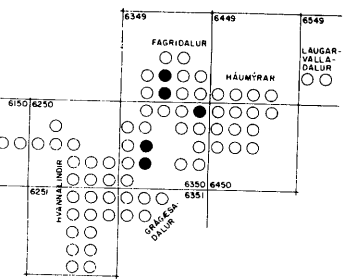 6349
6449
6549
FAGRIDALUR
LAUGAR-
VALLA-
DALUR
HÁUMÝRAR
6150 6250
HVANNALINDIR
6251
6350 6450
6351
GRÁGÆSA-
DALUR